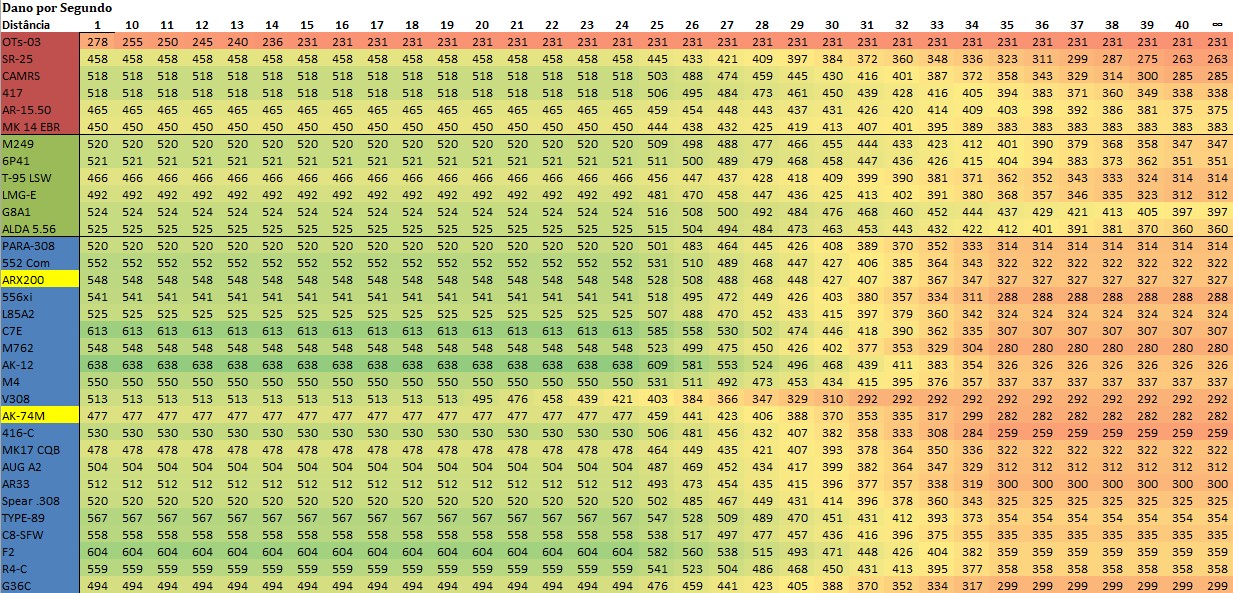 Dano por Segundo
Distância 1 10 11 12 13 14 15 16 17 18 19 20 21 22 23 24 25 26 27 28 29 30 31 32 33 34 35 36 37 38 39 40 ∞
OTs-03 278 255 250 245 240 236 231 231 231 231 231 231 231 231 231 231 231 231 231 231 231 231 231 231 231 231 231 231 231 231 231 231 231
SR-25 458 458 458 458 458 458 458 458 458 458 458 458 458 458 458 458 445 433 421 409 397 384 372 360 348 336 323 311 299 287 275 263 263
CAMRS 518 518 518 518 518 518 518 518 518 518 518 518 518 518 518 518 503 488 474 459 445 430 416 401 387 372 358 343 329 314 300 285 285
417 518 518 518 518 518 518 518 518 518 518 518 518 518 518 518 518 506 495 484 473 461 450 439 428 416 405 394 383 371 360 349 338 338
AR-15.50 465 465 465 465 465 465 465 465 465 465 465 465 465 465 465 465 459 454 448 443 437 431 426 420 414 409 403 398 392 386 381 375 375
MK 14 EBR 450 450 450 450 450 450 450 450 450 450 450 450 450 450 450 450 444 438 432 425 419 413 407 401 395 389 383 383 383 383 383 383 383
M249 520 520 520 520 520 520 520 520 520 520 520 520 520 520 520 520 509 498 488 477 466 455 444 433 423 412 401 390 379 368 358 347 347
6P41 521 521 521 521 521 521 521 521 521 521 521 521 521 521 521 521 511 500 489 479 468 458 447 436 426 415 404 394 383 373 362 351 351
T-95 LSW 466 466 466 466 466 466 466 466 466 466 466 466 466 466 466 466 456 447 437 428 418 409 399 390 381 371 362 352 343 333 324 314 314
LMG-E 492 492 492 492 492 492 492 492 492 492 492 492 492 492 492 492 481 470 458 447 436 425 413 402 391 380 368 357 346 335 323 312 312
G8A1 524 524 524 524 524 524 524 524 524 524 524 524 524 524 524 524 516 508 500 492 484 476 468 460 452 444 437 429 421 413 405 397 397
ALDA 5.56 525 525 525 525 525 525 525 525 525 525 525 525 525 525 525 525 515 504 494 484 473 463 453 443 432 422 412 401 391 381 370 360 360
PARA-308 520 520 520 520 520 520 520 520 520 520 520 520 520 520 520 520 501 483 464 445 426 408 389 370 352 333 314 314 314 314 314 314 314
552 Com 552 552 552 552 552 552 552 552 552 552 552 552 552 552 552 552 531 510 489 468 447 427 406 385 364 343 322 322 322 322 322 322 322
ARX200 548 548 548 548 548 548 548 548 548 548 548 548 548 548 548 548 528 508 488 468 448 427 407 387 367 347 327 327 327 327 327 327 327
556xi 541 541 541 541 541 541 541 541 541 541 541 541 541 541 541 541 518 495 472 449 426 403 380 357 334 311 288 288 288 288 288 288 288
L85A2 525 525 525 525 525 525 525 525 525 525 525 525 525 525 525 525 507 488 470 452 433 415 397 379 360 342 324 324 324 324 324 324 324
C7E 613 613 613 613 613 613 613 613 613 613 613 613 613 613 613 613 585 558 530 502 474 446 418 390 362 335 307 307 307 307 307 307 307
M762 548 548 548 548 548 548 548 548 548 548 548 548 548 548 548 548 523 499 475 450 426 402 377 353 329 304 280 280 280 280 280 280 280
AK-12 638 638 638 638 638 638 638 638 638 638 638 638 638 638 638 638 609 581 553 524 496 468 439 411 383 354 326 326 326 326 326 326 326
M4 550 550 550 550 550 550 550 550 550 550 550 550 550 550 550 550 531 511 492 473 453 434 415 395 376 357 337 337 337 337 337 337 337
V308 513 513 513 513 513 513 513 513 513 513 513 495 476 458 439 421 403 384 366 347 329 310 292 292 292 292 292 292 292 292 292 292 292
AK-74M 477 477 477 477 477 477 477 477 477 477 477 477 477 477 477 477 459 441 423 406 388 370 353 335 317 299 282 282 282 282 282 282 282
416-C 530 530 530 530 530 530 530 530 530 530 530 530 530 530 530 530 506 481 456 432 407 382 358 333 308 284 259 259 259 259 259 259 259
MK17 CQB 478 478 478 478 478 478 478 478 478 478 478 478 478 478 478 478 464 449 435 421 407 393 378 364 350 336 322 322 322 322 322 322 322
AUG A2 504 504 504 504 504 504 504 504 504 504 504 504 504 504 504 504 487 469 452 434 417 399 382 364 347 329 312 312 312 312 312 312 312
AR33 512 512 512 512 512 512 512 512 512 512 512 512 512 512 512 512 493 473 454 435 415 396 377 357 338 319 300 300 300 300 300 300 300
Spear .308 520 520 520 520 520 520 520 520 520 520 520 520 520 520 520 520 502 485 467 449 431 414 396 378 360 343 325 325 325 325 325 325 325
TYPE-89 567 567 567 567 567 567 567 567 567 567 567 567 567 567 567 567 547 528 509 489 470 451 431 412 393 373 354 354 354 354 354 354 354
C8-SFW 558 558 558 558 558 558 558 558 558 558 558 558 558 558 558 558 538 517 497 477 457 436 416 396 375 355 335 335 335 335 335 335 335
F2 604 604 604 604 604 604 604 604 604 604 604 604 604 604 604 604 582 560 538 515 493 471 448 426 404 382 359 359 359 359 359 359 359
R4-C 559 559 559 559 559 559 559 559 559 559 559 559 559 559 559 559 541 523 504 486 468 450 431 413 395 377 358 358 358 358 358 358 358
G36C 494 494 494 494 494 494 494 494 494 494 494 494 494 494 494 494 476 459 441 423 405 388 370 352 334 317 299 299 299 299 299 299 299